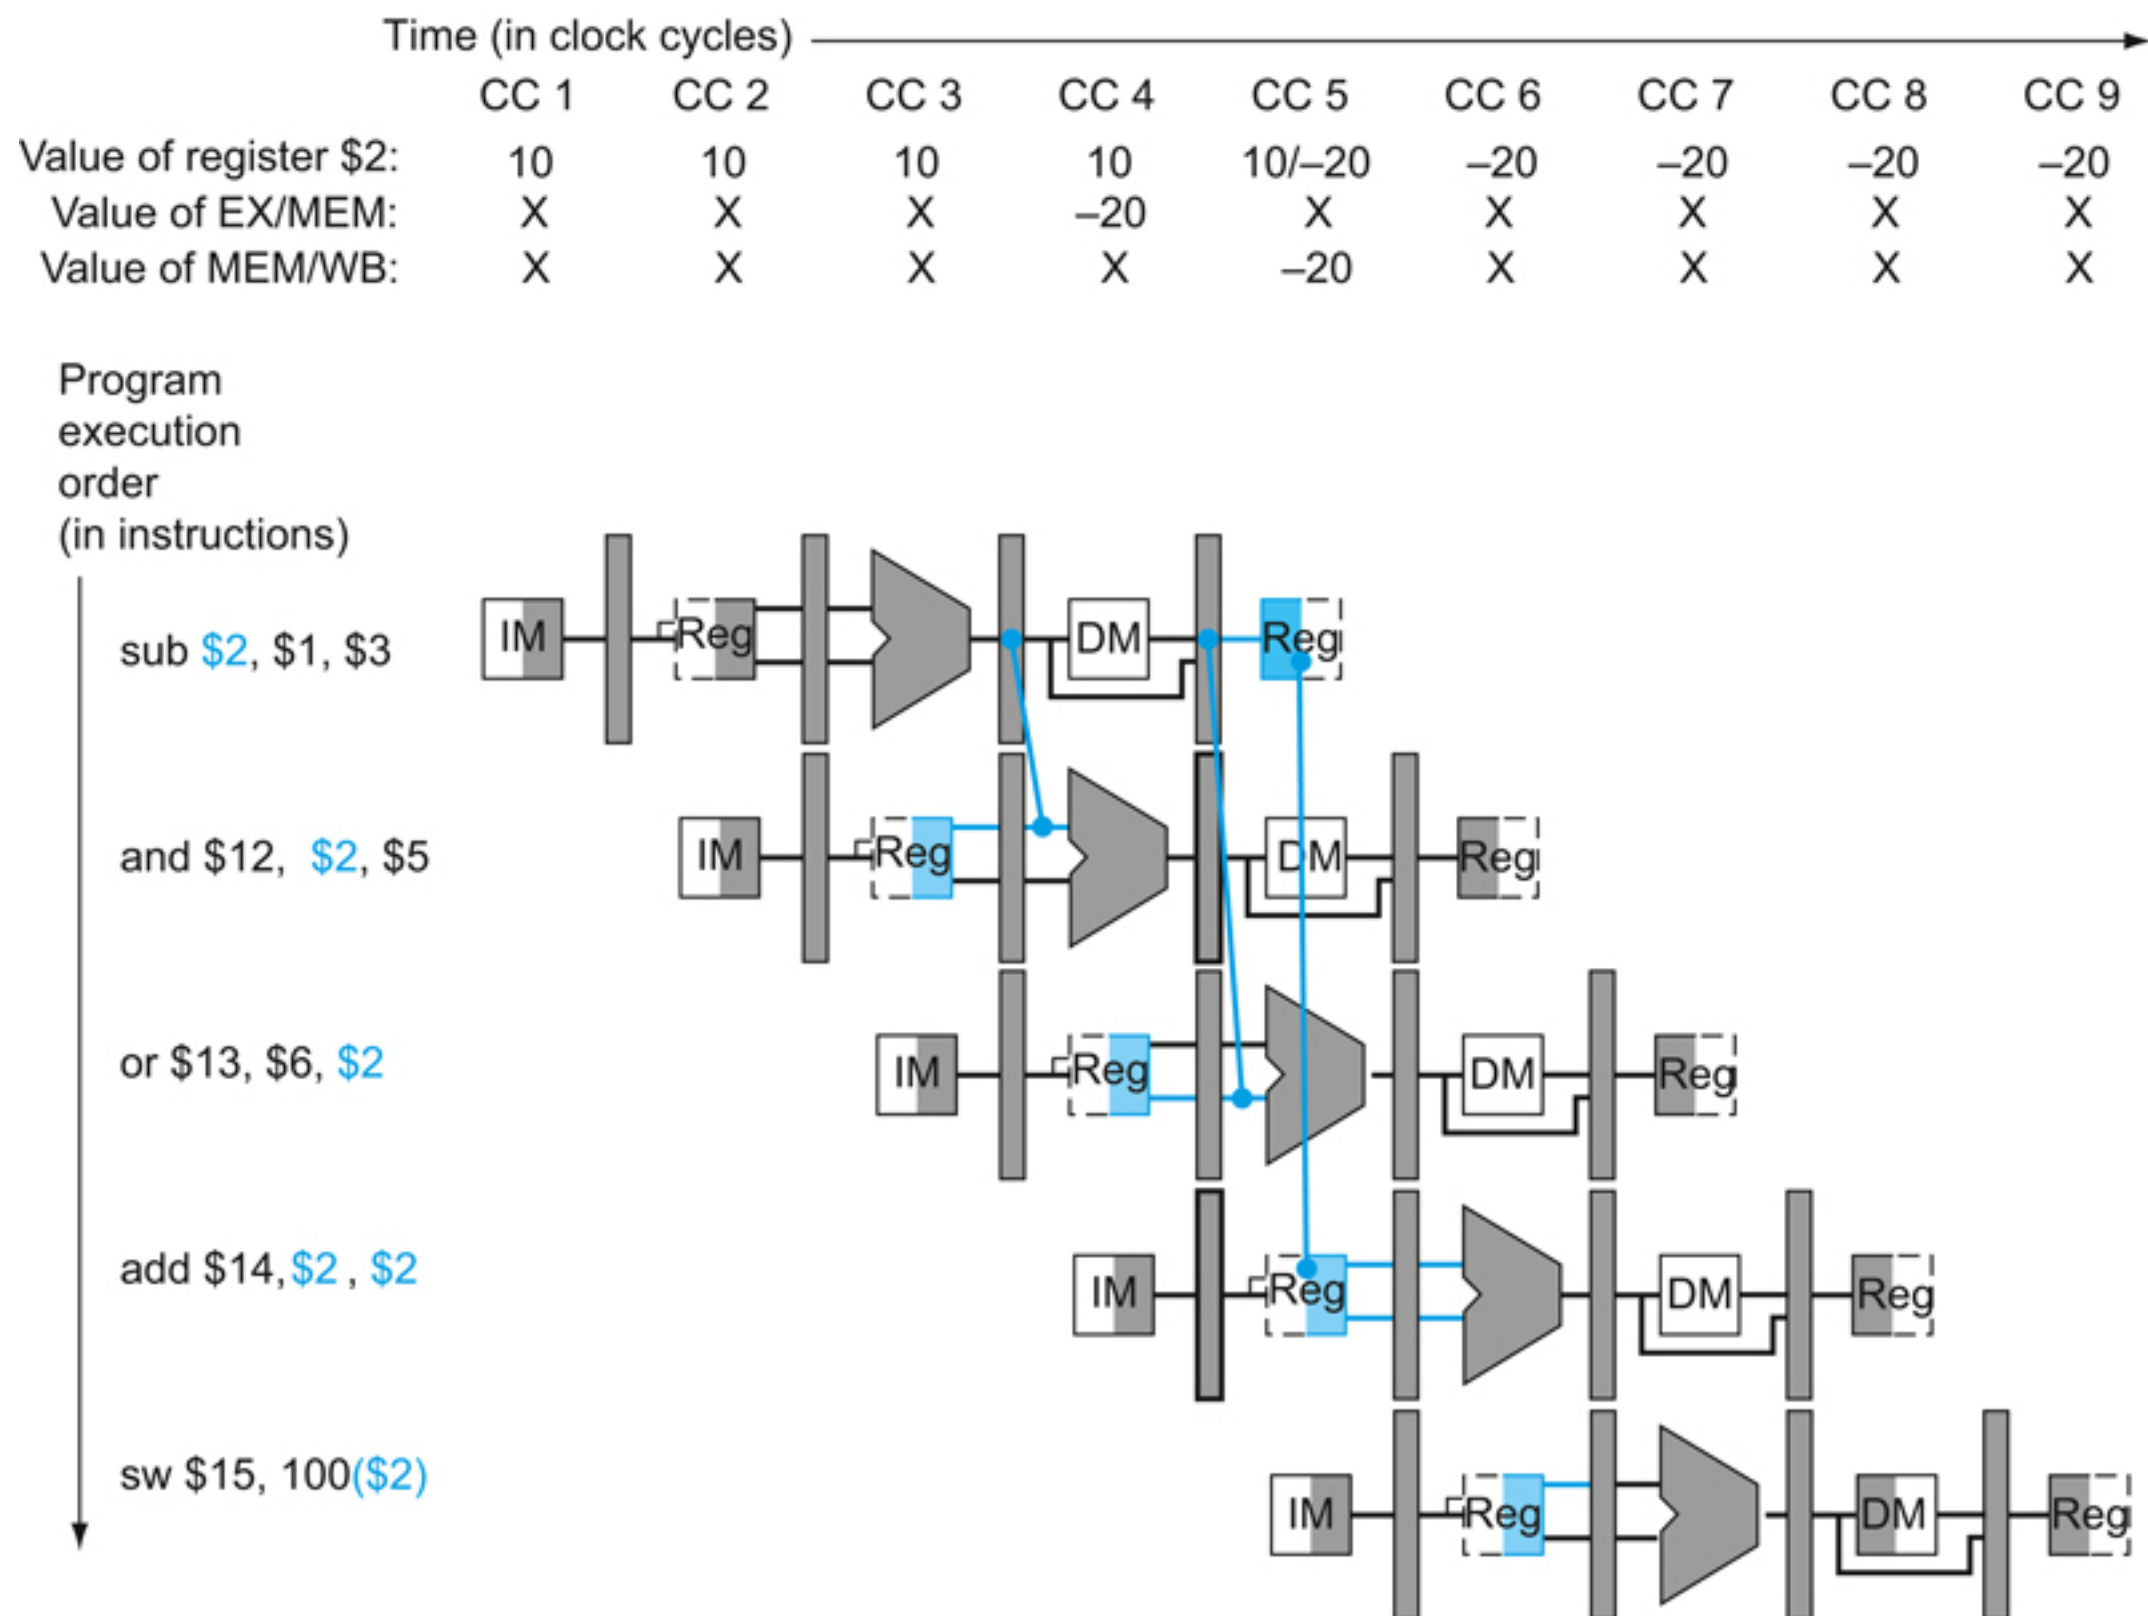 Time (in clock cycles)
CC 1 CC 2 CC 3 CC 4 CC 5 CC 6 CC 7 CC 8 CC 9
Value of register $2: 10 10 10 10 10/–20 –20 –20 –20 –20
Value of EX/MEM: X X X –20 X X X X X
Value of MEM/WB: X X X X –20 X X X X
Program
execution
order
(in instructions)
sub $2, $1, $3 IM Reg DM Reg
and $12, $2, $5 IM Reg DM Reg
or $13, $6, $2 IM Reg DM Reg
add $14, $2 , $2 IM Reg DM Reg
sw $15, 100($2) IM Reg DM Reg